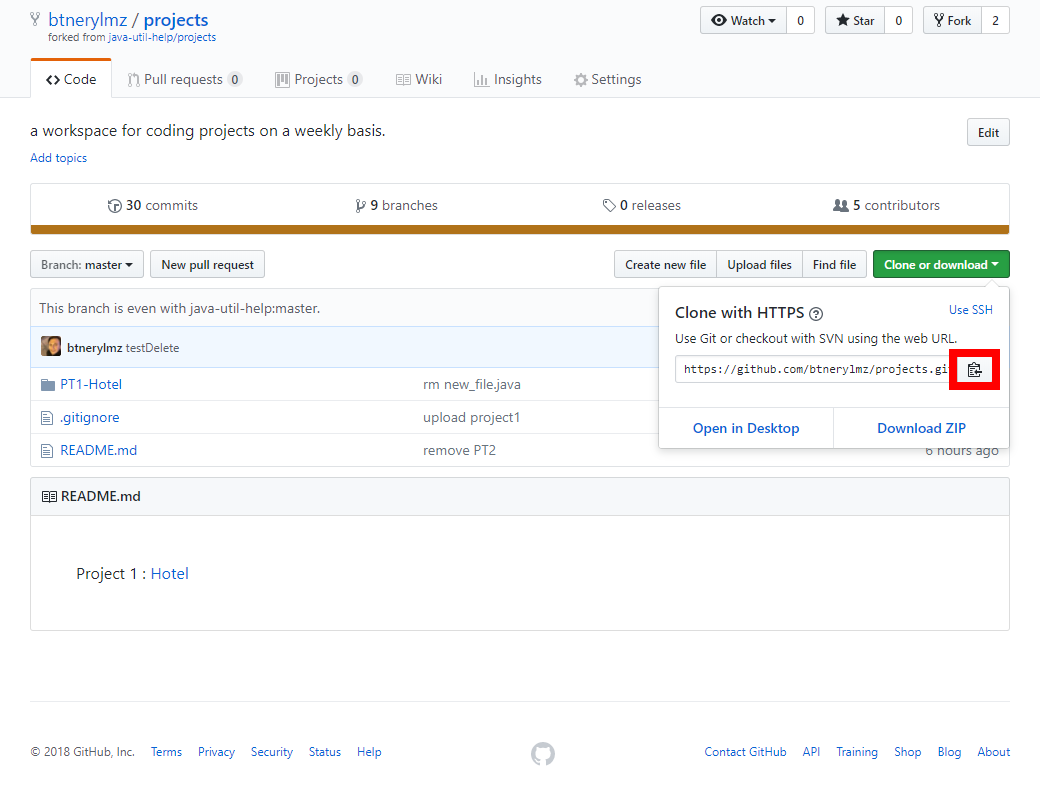 btnerylmz / projects
forked from java-util-help/projects
Watch 0 Star 0 Fork 2
Code Pull requests 0 Projects 0 Wiki Insights Settings
a workspace for coding projects on a weekly basis.
Edit
Add topics
30 commits 9 branches 0 releases 5 contributors
Branch: master New pull request Create new file Upload files Find file Clone or download
This branch is even with java-util-help:master.
Clone with HTTPS ? Use SSH
Use Git or checkout with SVN using the web URL.
btnerylmz testDelete
https://github.com/btnerylmz/projects.gi
PT1-Hotel rm new_file.java
.gitignore upload project1
Open in Desktop Download ZIP
README.md remove PT2 6 hours ago
README.md
Project 1 : Hotel
© 2018 GitHub, Inc. Terms Privacy Security Status Help Contact GitHub API Training Shop Blog About